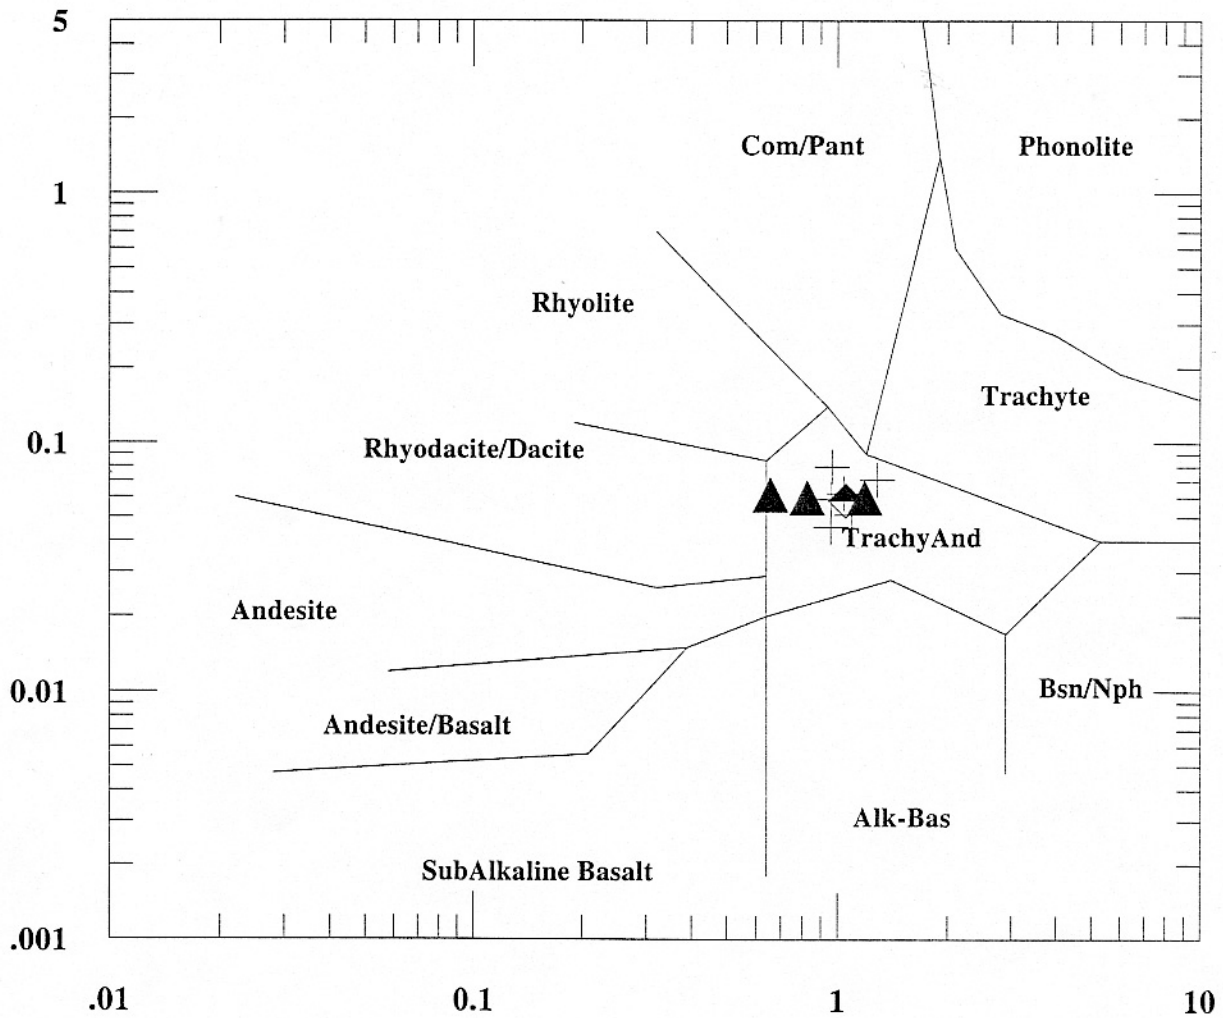 5
Com/Pant
Phonolite
1
Rhyolite
Trachyte
0.1
Rhyodacite/Dacite
TrachyAnd
Andesite
0.01
Bsn/Nph
Andesite/Basalt
Alk-Bas
SubAlkaline Basalt
.001
.01
0.1
1
10